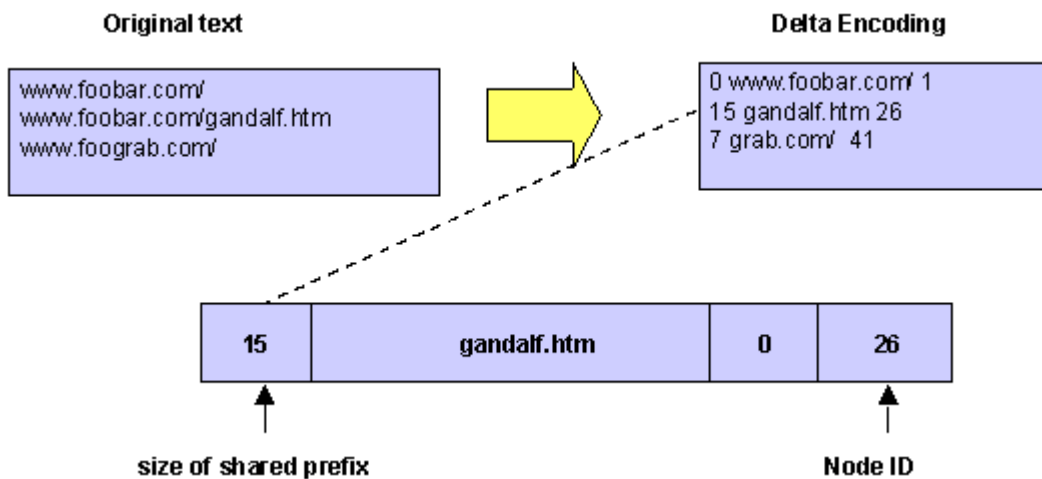 Original text
Delta Encoding
www.foobar.com/
www.foobar.com/gandalf.htm
www.foograb.com/
0 www.foobar.com/ 1
15 gandalf.htm 26
7 grab.com/ 41
15
gandalf.htm
0
26
size of shared prefix
Node ID